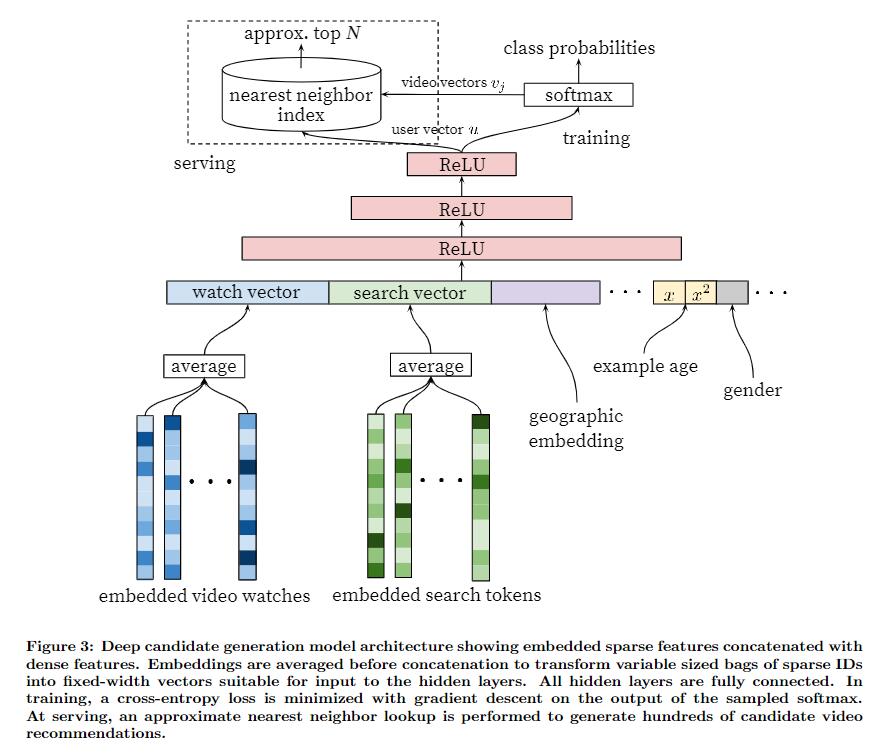 approx. top N
class probabilities
nearest neighbor
index
video vectors vj
softmax
user vector u
training
serving
ReLU
ReLU
ReLU
watch vector
search vector
...
x
x²
...
average
average
example age
gender
geographic
embedding
...
...
embedded video watches
embedded search tokens
Figure 3: Deep candidate generation model architecture showing embedded sparse features concatenated with
dense features. Embeddings are averaged before concatenation to transform variable sized bags of sparse IDs
into fixed-width vectors suitable for input to the hidden layers. All hidden layers are fully connected. In
training, a cross-entropy loss is minimized with gradient descent on the output of the sampled softmax.
At serving, an approximate nearest neighbor lookup is performed to generate hundreds of candidate video
recommendations.